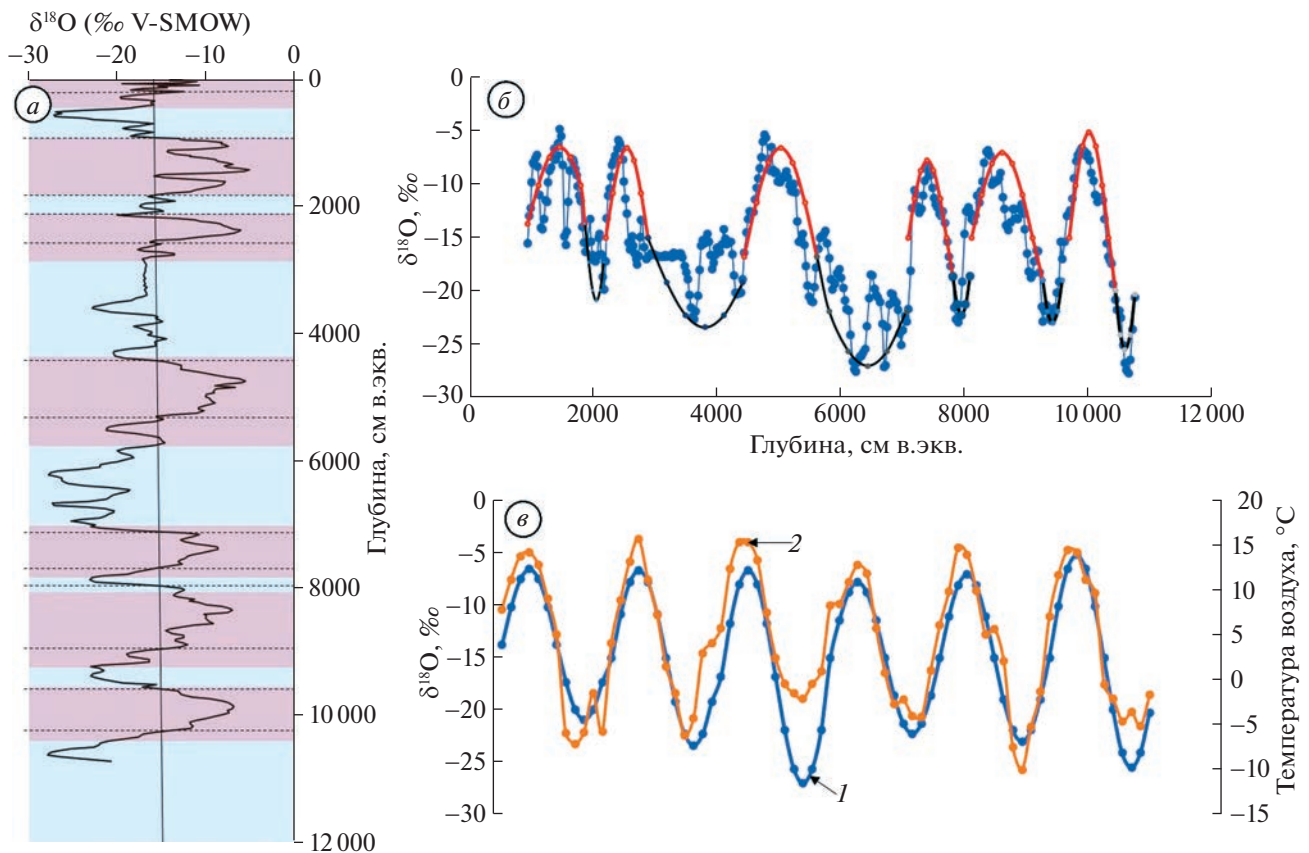 δ¹⁸O (‰ V-SMOW)
−30 −20 −10 0
а
0
2000
4000
6000
8000
10 000
12 000
Глубина, см в.экв.
б
0
−5
−10
−15
−20
−25
−30
δ¹⁸O, ‰
0 2000 4000 6000 8000 10 000 12 000
Глубина, см в.экв.
в
0
−5
−10
−15
−20
−25
−30
δ¹⁸O, ‰
2
1
20
15
10
5
0
−5
−10
−15
Температура воздуха, °C